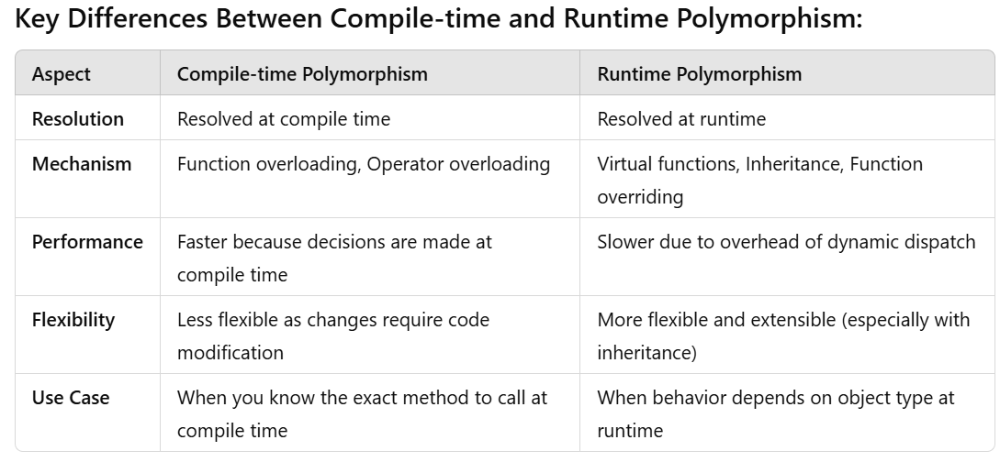 Key Differences Between Compile-time and Runtime Polymorphism:
Aspect Compile-time Polymorphism Runtime Polymorphism
Resolution Resolved at compile time Resolved at runtime
Mechanism Function overloading, Operator overloading Virtual functions, Inheritance, Function
overriding
Performance Faster because decisions are made at Slower due to overhead of dynamic dispatch
compile time
Flexibility Less flexible as changes require code More flexible and extensible (especially with
modification inheritance)
Use Case When you know the exact method to call at When behavior depends on object type at
compile time runtime